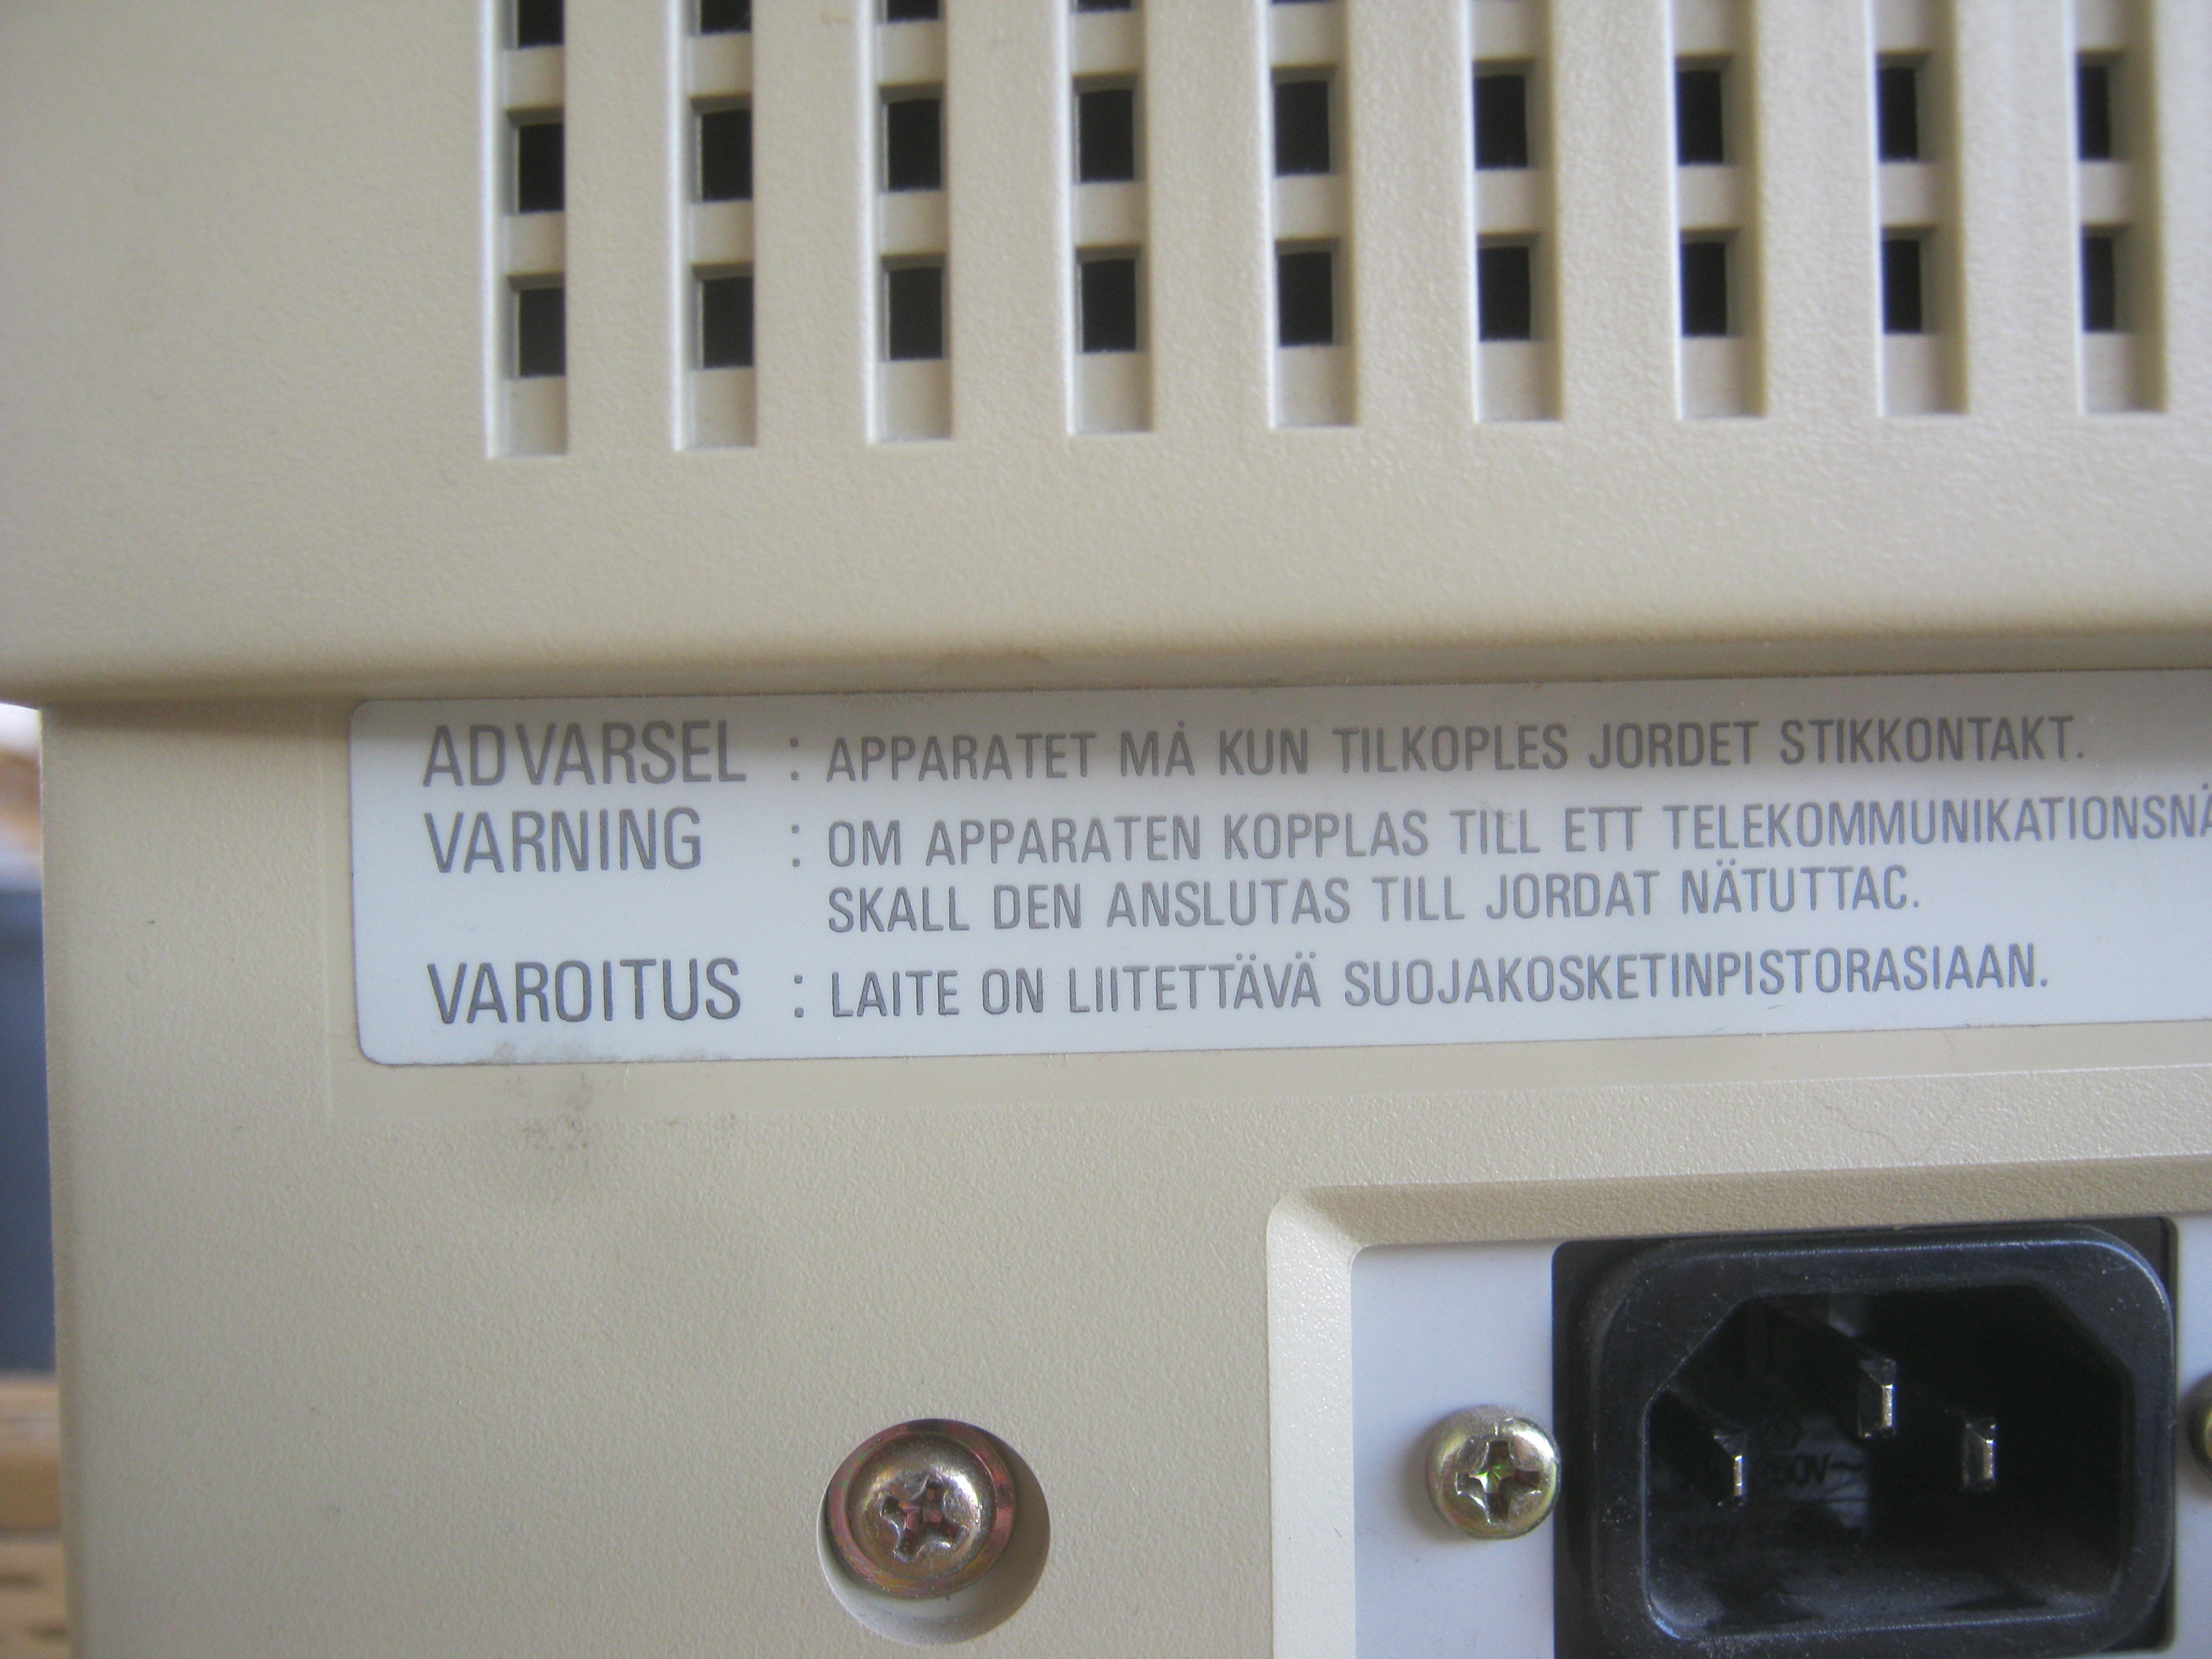 ADVARSEL : APPARATET MÅ KUN TILKOPLES JORDET STIKKONTAKT.
VARNING : OM APPARATEN KOPPLAS TILL ETT
SKALL DEN ANSLUTAS TILL JORDAT NÄTUTTAC.
VAROITUS : LAITE ON LIITETTÄVÄ SUOJAKOSKETINPISTORASIAAN.